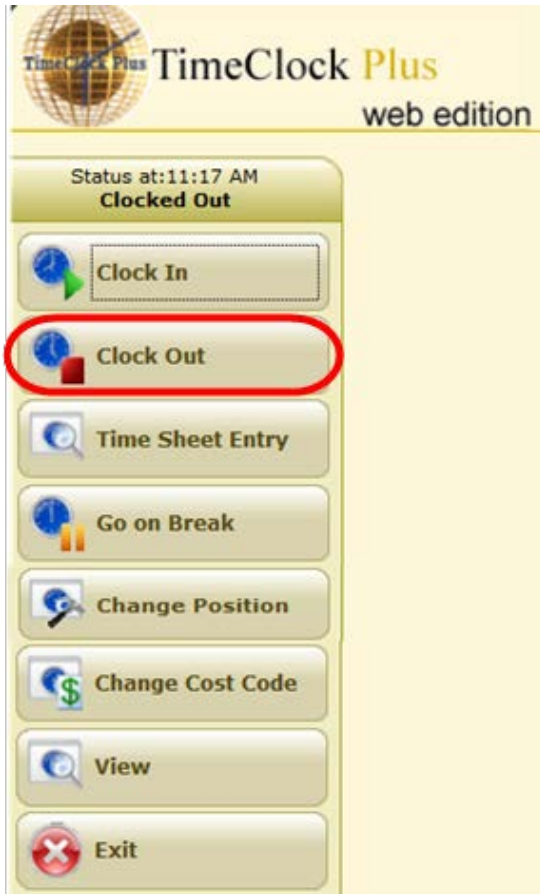 TimeClock Plus
TimeClock Plus
web edition
Status at:11:17 AM
Clocked Out
Clock In
Clock Out
Time Sheet Entry
Go on Break
Change Position
Change Cost Code
$
View
Exit